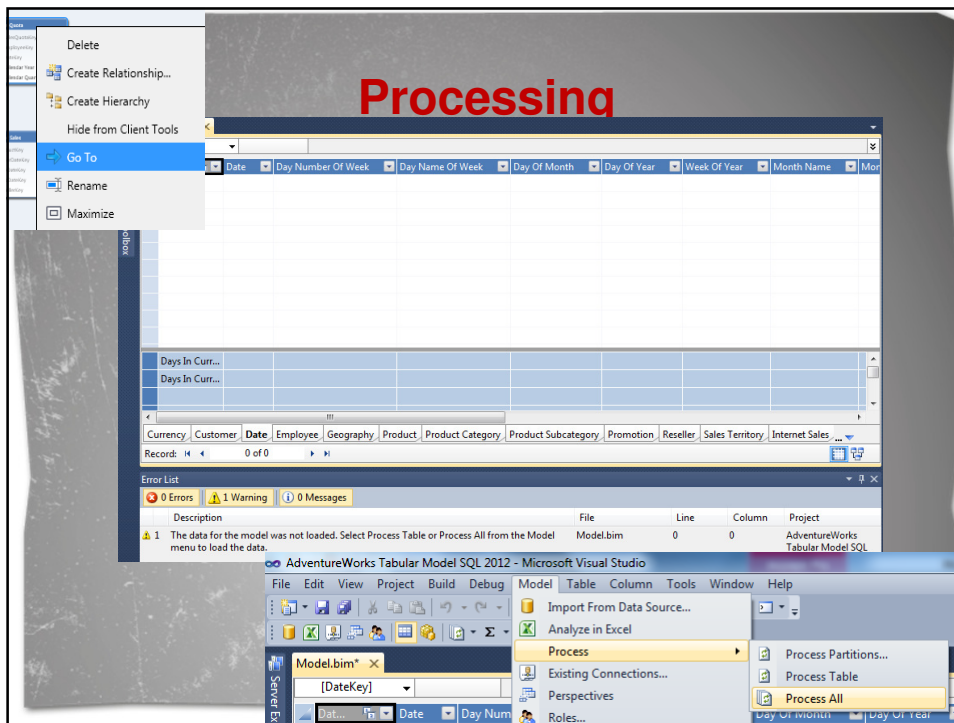 Quora
Delete
Create Relationship...
Create Hierarchy
Hide from Client Tools
Sales
Go To
Rename
Maximize
Processing
Date Day Number Of Week Day Name Of Week Day Of Month Day Of Year Week Of Year Month Name Mon
olbox
Days In Curr...
Days In Curr...
Currency Customer Date Employee Geography Product Product Category Product Subcategory Promotion Reseller Sales Territory Internet Sales ...
Record: 0 of 0
Error List
0 Errors 1 Warning 0 Messages
Description File Line Column Project
1 The data for the model was not loaded. Select Process Table or Process All from the Model Model.bim 0 0 AdventureWorks
menu to load the data. Tabular Model SQL
AdventureWorks Tabular Model SQL 2012 - Microsoft Visual Studio
File Edit View Project Build Debug Model Table Column Tools Window Help
Import From Data Source...
Analyze in Excel
Process
Existing Connections...
Perspectives
Roles...
Process Partitions...
Process Table
Process All
Server Ex
Model.bim*
[DateKey]
Dat... Date Day Num
Day Of Month Day Of Year